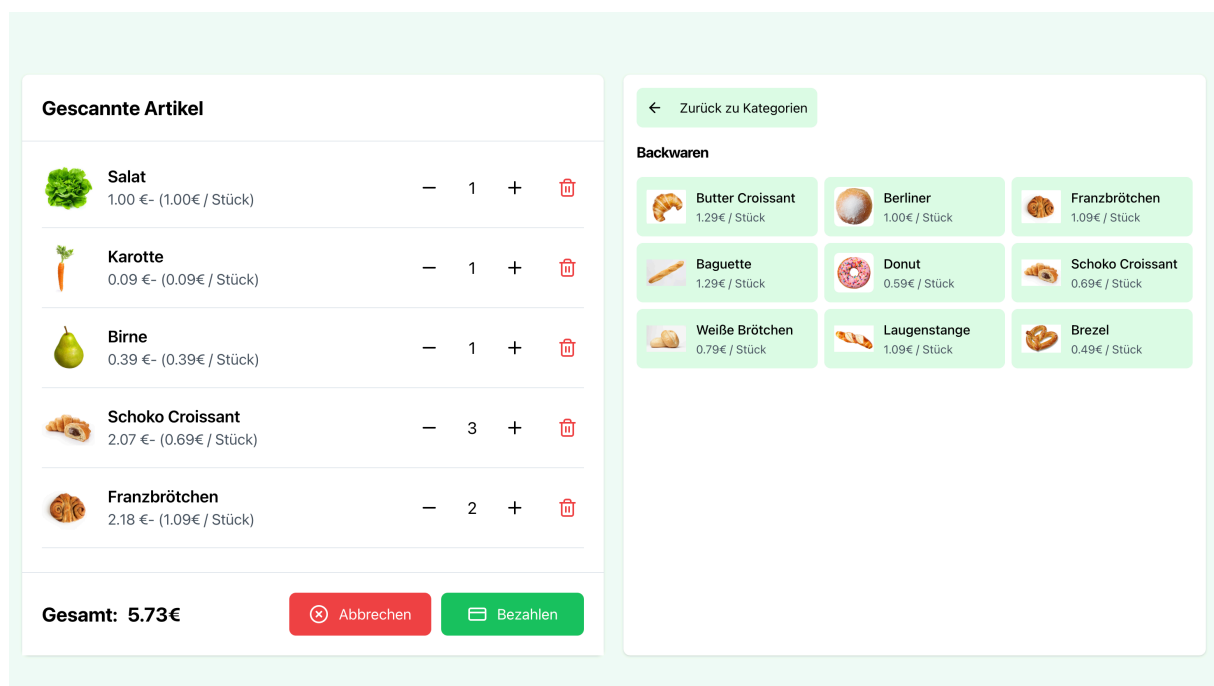 Gescannte Artikel
Salat
1.00 €- (1.00€ / Stück)
1
Karotte
0.09 €- (0.09€ / Stück)
1
Birne
0.39 €- (0.39€ / Stück)
1
Schoko Croissant
2.07 €- (0.69€ / Stück)
3
Franzbrötchen
2.18 €- (1.09€ / Stück)
2
Gesamt: 5.73€
Abbrechen
Bezahlen
Zurück zu Kategorien
Backwaren
Butter Croissant
1.29€ / Stück
Berliner
1.00€ / Stück
Franzbrötchen
1.09€ / Stück
Baguette
1.29€ / Stück
Donut
0.59€ / Stück
Schoko Croissant
0.69€ / Stück
Weiße Brötchen
0.79€ / Stück
Laugenstange
1.09€ / Stück
Brezel
0.49€ / Stück